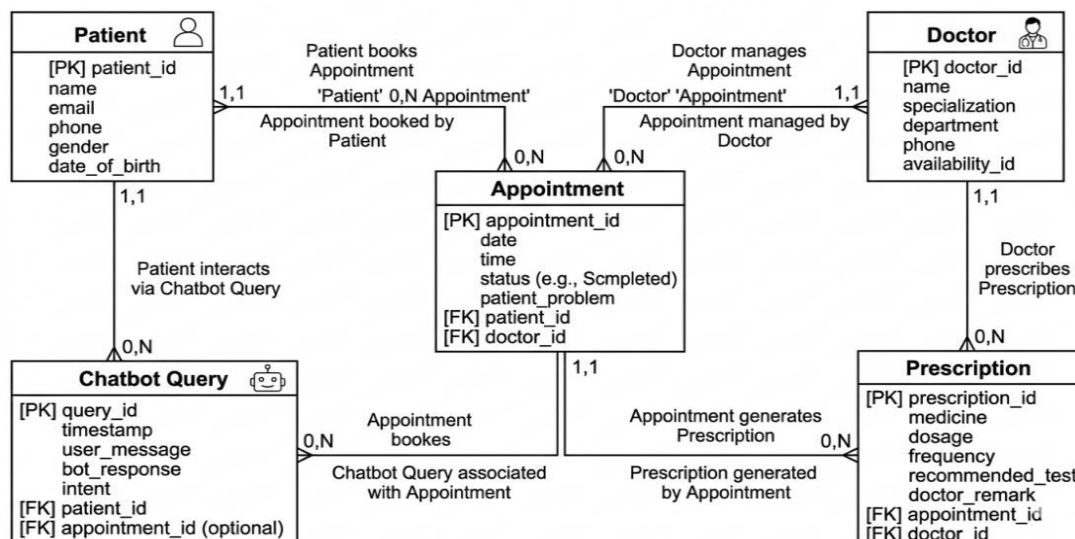 Patient
[PK] patient_id
name
email
phone
gender
date_of_birth
1,1
Patient books
Appointment
'Patient' 0,N Appointment'
Appointment booked by
Patient
0,N
Doctor manages
Appointment
'Doctor' 'Appointment'
Appointment managed by
Doctor
1,1
0,N
Doctor
[PK] doctor_id
name
specialization
department
phone
availability_id
Appointment
[PK] appointment_id
date
time
status (e.g., Scmpleted)
patient_problem
[FK] patient_id
[FK] doctor_id
1,1
Patient interacts
via Chatbot Query
0,N
1,1
Doctor
prescribes
Prescription
0,N
Chatbot Query
[PK] query_id
timestamp
user_message
bot_response
intent
[FK] patient_id
[FK] appointment_id (optional)
1,1
0,N
Appointment
bookes
Chatbot Query associated
with Appointment
Appointment generates
Prescription
0,N
Prescription generated
by Appointment
Prescription
[PK] prescription_id
medicine
dosage
frequency
recommended_test
doctor_remark
[FK] appointment_id
[FK] doctor_id